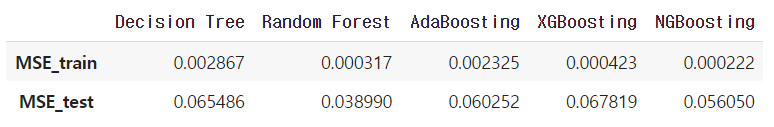 Decision Tree Random Forest AdaBoosting XGBoosting NGBoosting
MSE_train 0.002867 0.000317 0.002325 0.000423 0.000222
MSE_test 0.065486 0.038990 0.060252 0.067819 0.056050